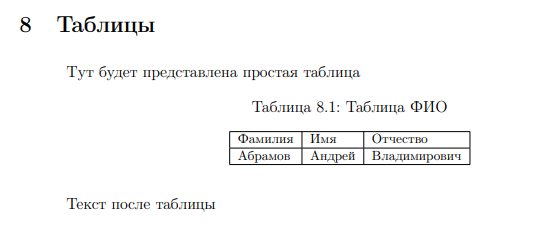 8 Таблицы
Тут будет представлена простая таблица
Таблица 8.1: Таблица ФИО
Фамилия Имя Отчество
Абрамов Андрей Владимирович
Текст после таблицы